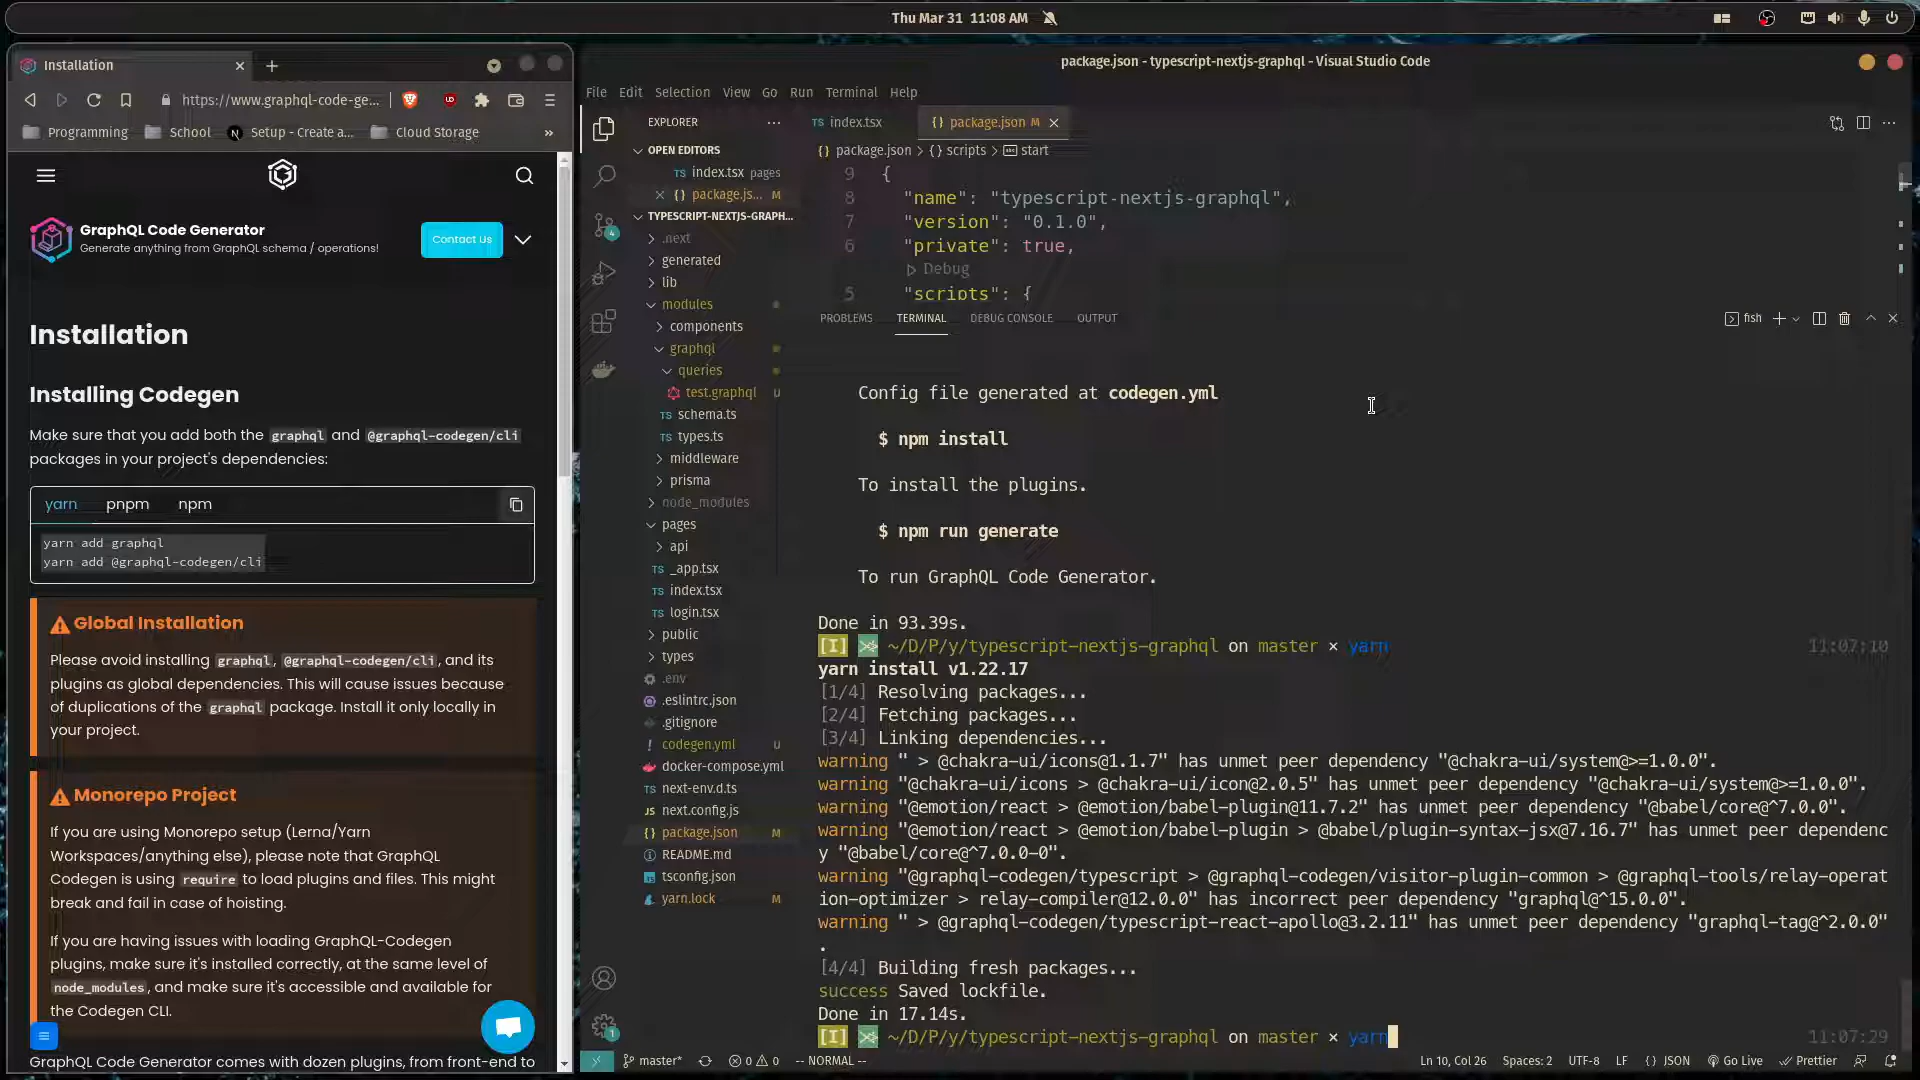 Thu Mar 31 11:08 AM
Installation
https://www.graphql-code-ge...
Programming
School
Setup - Create a...
Cloud Storage
»
GraphQL Code Generator
Generate anything from GraphQL schema / operations!
Contact Us
Installation
Installing Codegen
Make sure that you add both the graphql and @graphql-codegen/cli
packages in your project's dependencies:
yarn pnpm npm
yarn add graphql
yarn add @graphql-codegen/cli
Global Installation
Please avoid installing graphql, @graphql-codegen/cli, and its
plugins as global dependencies. This will cause issues because
of duplications of the graphql package. Install it only locally in
your project.
Monorepo Project
If you are using Monorepo setup (Lerna/Yarn
Workspaces/anything else), please note that GraphQL
Codegen is using require to load plugins and files. This might
break and fail in case of hoisting.
If you are having issues with loading GraphQL-Codegen
plugins, make sure it's installed correctly, at the same level of
node_modules, and make sure it's accessible and available for
the Codegen CLI.
GraphQL Code Generator comes with dozen plugins, from front-end to
package.json - typescript-nextjs-graphql - Visual Studio Code
File Edit Selection View Go Run Terminal Help
EXPLORER
OPEN EDITORS
TS index.tsx pages
{} package.js... M
TYPESCRIPT-NEXTJS-GRAPH...
.next
generated
lib
modules
components
graphql
queries
test.graphql U
TS schema.ts
TS types.ts
middleware
prisma
node_modules
pages
api
TS _app.tsx
TS index.tsx
TS login.tsx
public
types
.env
.eslintrc.json
.gitignore
! codegen.yml U
docker-compose.yml
TS next-env.d.ts
JS next.config.js
{} package.json M
README.md
tsconfig.json
yarn.lock M
4
1
TS index.tsx
{} package.json M
{} package.json > {} scripts > abc start
9 {
8 "name": "typescript-nextjs-graphql",
7 "version": "0.1.0",
6 "private": true,
Debug
5 "scripts": {
PROBLEMS TERMINAL DEBUG CONSOLE OUTPUT
fish
Config file generated at codegen.yml
$ npm install
To install the plugins.
$ npm run generate
To run GraphQL Code Generator.
Done in 93.39s.
[I] ~/D/P/y/typescript-nextjs-graphql on master × yarn 11:07:10
yarn install v1.22.17
[1/4] Resolving packages...
[2/4] Fetching packages...
[3/4] Linking dependencies...
warning " > @chakra-ui/icons@1.1.7" has unmet peer dependency "@chakra-ui/system@>=1.0.0".
warning "@chakra-ui/icons > @chakra-ui/icon@2.0.5" has unmet peer dependency "@chakra-ui/system@>=1.0.0".
warning "@emotion/react > @emotion/babel-plugin@11.7.2" has unmet peer dependency "@babel/core@^7.0.0".
warning "@emotion/react > @emotion/babel-plugin > @babel/plugin-syntax-jsx@7.16.7" has unmet peer dependenc
y "@babel/core@^7.0.0-0".
warning "@graphql-codegen/typescript > @graphql-codegen/visitor-plugin-common > @graphql-tools/relay-operat
ion-optimizer > relay-compiler@12.0.0" has incorrect peer dependency "graphql@^15.0.0".
warning " > @graphql-codegen/typescript-react-apollo@3.2.11" has unmet peer dependency "graphql-tag@^2.0.0"
.
[4/4] Building fresh packages...
success Saved lockfile.
Done in 17.14s.
[I] ~/D/P/y/typescript-nextjs-graphql on master × yarn 11:07:29
master* 0 0 -- NORMAL -- Ln 10, Col 26 Spaces: 2 UTF-8 LF {} JSON Go Live Prettier